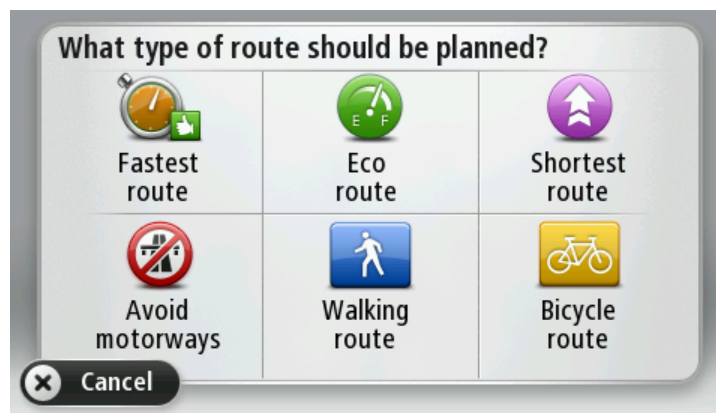 What type of route should be planned?
E F
Fastest
route
Eco
route
Shortest
route
Avoid
motorways
Walking
route
Bicycle
route
Cancel